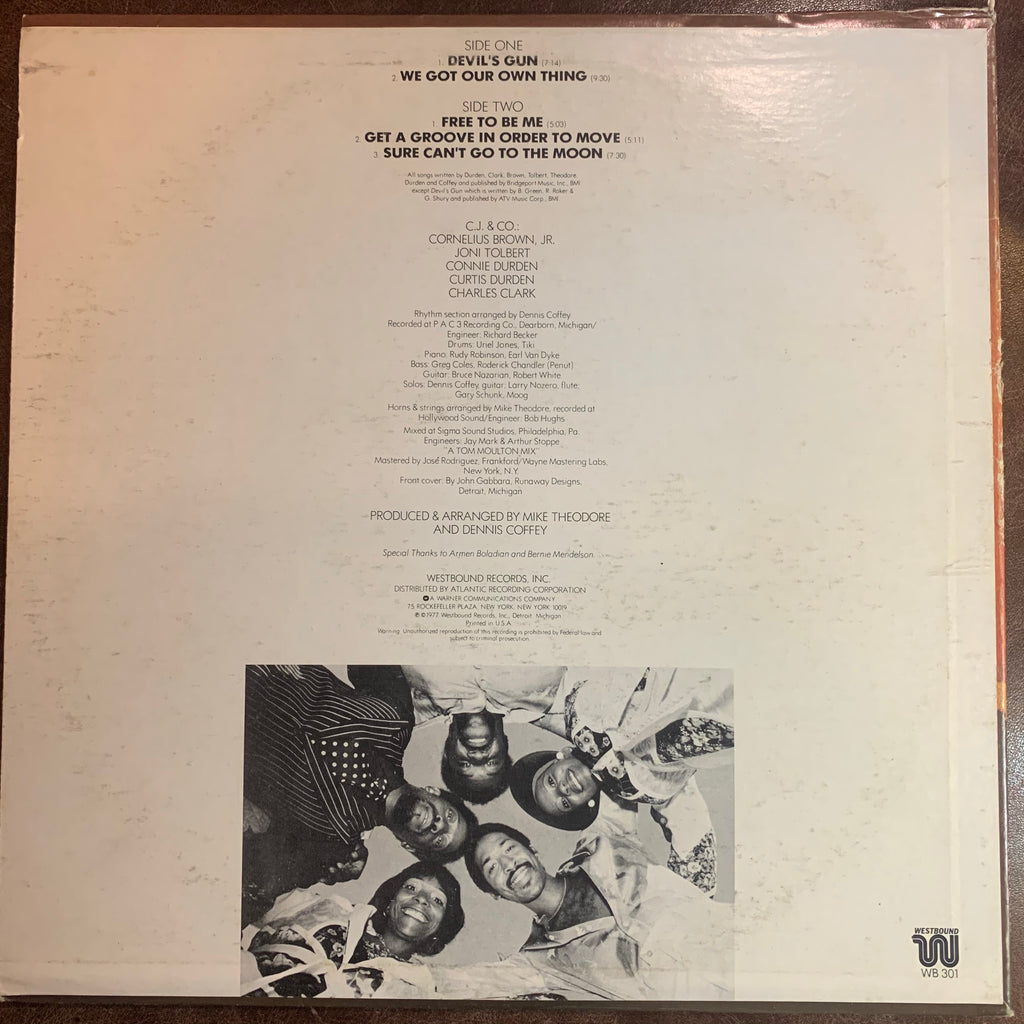 SIDE ONE
1. DEVIL'S GUN (7:14)
2. WE GOT OUR OWN THING (9:30)
SIDE TWO
1. FREE TO BE ME (5:03)
2. GET A GROOVE IN ORDER TO MOVE (5:11)
3. SURE CAN'T GO TO THE MOON (7:30)
All songs written by Durden, Clark, Brown, Tolbert, Theodore,
Durden and Coffey and published by Bridgeport Music, Inc., BMI
except Devil's Gun which is written by B. Green, R. Roker &
G. Shury and published by ATV Music Corp., BMI
C.J. & CO.:
CORNELIUS BROWN, JR.
JONI TOLBERT
CONNIE DURDEN
CURTIS DURDEN
CHARLES CLARK
Rhythm section arranged by Dennis Coffey
Recorded at P A C 3 Recording Co., Dearborn, Michigan/
Engineer: Richard Becker
Drums: Uriel Jones, Tiki
Piano: Rudy Robinson, Earl Van Dyke
Bass: Greg Coles, Roderick Chandler (Penut)
Guitar: Bruce Nazarian, Robert White
Solos: Dennis Coffey, guitar; Larry Nozero, flute;
Gary Schunk, Moog
Horns & strings arranged by Mike Theodore, recorded at
Hollywood Sound/Engineer: Bob Hughs
Mixed at Sigma Sound Studios, Philadelphia, Pa.
Engineers: Jay Mark & Arthur Stoppe
"A TOM MOULTON MIX"
Mastered by José Rodriguez, Frankford/Wayne Mastering Labs,
New York, N.Y.
Front cover: By John Gabbara, Runaway Designs,
Detroit, Michigan
PRODUCED & ARRANGED BY MIKE THEODORE
AND DENNIS COFFEY
Special Thanks to Armen Boladian and Bernie Mendelson.
WESTBOUND RECORDS, INC.
DISTRIBUTED BY ATLANTIC RECORDING CORPORATION
A WARNER COMMUNICATIONS COMPANY
75 ROCKEFELLER PLAZA, NEW YORK, NEW YORK 10019
℗ © 1977 Westbound Records, Inc., Detroit, Michigan
Printed in U.S.A.
Warning: Unauthorized reproduction of this recording is prohibited by Federal law and
subject to criminal prosecution.
WESTBOUND
WB 301